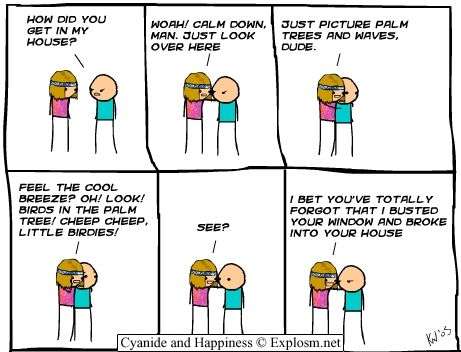 HOW DID YOU
GET IN MY
HOUSE?
WOAH! CALM DOWN,
MAN. JUST LOOK
OVER HERE
JUST PICTURE PALM
TREES AND WAVES,
DUDE.
FEEL THE COOL
BREEZE? OH! LOOK!
BIRDS IN THE PALM
TREE! CHEEP CHEEP,
LITTLE BIRDIES!
SEE?
I BET YOU'VE TOTALLY
FORGOT THAT I BUSTED
YOUR WINDOW AND BROKE
INTO YOUR HOUSE
KW '05
Cyanide and Happiness © Explosm.net